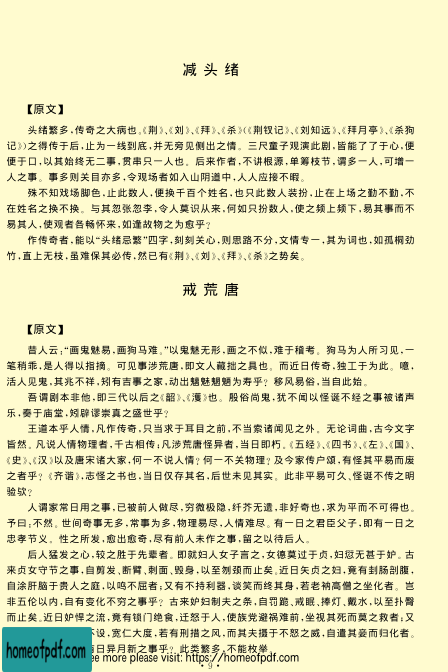 减头绪
【原文】
头绪繁多,传奇之大病也。《荆》、《刘》、《拜》、《杀》(《荆钗记》、《刘知远》、《拜月亭》、《杀狗
记》)之得传于后,止为一线到底,并无旁见侧出之情。三尺童子观演此剧,皆能了了于心,便
便于口,以其始终无二事,贯串只一人也。后来作者,不讲根源,单筹枝节,谓多一人,可增一
人之事。事多则关目亦多,令观场者如入山阴道中,人人应接不暇。
殊不知戏场脚色,止此数人,便换千百个姓名,也只此数人装扮,止在上场之勤不勤,不
在姓名之换不换。与其忽张忽李,令人莫识从来,何如只扮数人,使之频上频下,易其事而不
易其人,使观者各畅怀来,如逢故物之为愈乎?
作传奇者,能以“头绪忌繁”四字,刻刻关心,则思路不分,文情专一,其为词也,如孤桐劲
竹,直上无枝,虽难保其必传,然已有《荆》、《刘》、《拜》、《杀》之势矣。
戒荒唐
【原文】
昔人云:“画鬼魅易,画狗马难。”以鬼魅无形,画之不似,难于稽考。狗马为人所习见,一
笔稍乖,是人得以指摘。可见事涉荒唐,即文人藏拙之具也。而近日传奇,独工于为此。噫,
活人见鬼,其兆不祥,矧有吉事之家,动出魑魅魍魉为寿乎?移风易俗,当自此始。
吾谓剧本非他,即三代以后之《韶》、《濩》也。殷俗尚鬼,犹不闻以怪诞不经之事被诸声
乐,奏于庙堂,矧辟谬崇真之盛世乎?
王道本乎人情,凡作传奇,只当求于耳目之前,不当索诸闻见之外。无论词曲,古今文字
皆然。凡说人情物理者,千古相传;凡涉荒唐怪异者,当日即朽。《五经》、《四书》、《左》、《国》、
《史》、《汉》以及唐宋诸大家,何一不说人情?何一不关物理?及今家传户颂,有怪其平易而废
之者乎?《齐谐》,志怪之书也,当日仅存其名,后世未见其实。此非平易可久、怪诞不传之明
验欤?
人谓家常日用之事,已被前人做尽,穷微极隐,纤芥无遗,非好奇也,求为平而不可得也。
予曰:不然。世间奇事无多,常事为多,物理易尽,人情难尽。有一日之君臣父子,即有一日之
忠孝节义。性之所发,愈出愈奇,尽有前人未作之事,留之以待后人。
后人猛发之心,较之胜于先辈者。即就妇人女子言之,女德莫过于贞,妇愆无甚于妒。古
来贞女守节之事,自剪发、断臂、刺面、毁身,以至刎颈而止矣。近日矢贞之妇,竟有刲肠剖腹,
自涂肝脑于贵人之庭,以鸣不屈者;又有不持利器,谈笑而终其身,若老衲高僧之坐化者。岂
非五伦以内,自有变化不穷之事乎?古来妒妇制夫之条,自罚跪、戒眠、捧灯、戴水,以至扑臀
而止矣。近日妒悍之流,竟有锁门绝食,迁怒于人,使族党避祸难前,坐视其死而莫之救者;又
不设,宽仁大度,若有刑措之风,而其夫摄于不怒之威,自遣其妾而归化者。
日异月新之事乎?此类繁多,不能枚举。
homeofpdf.com
see more please visit: https://homeofpdf.com
· 9 ·